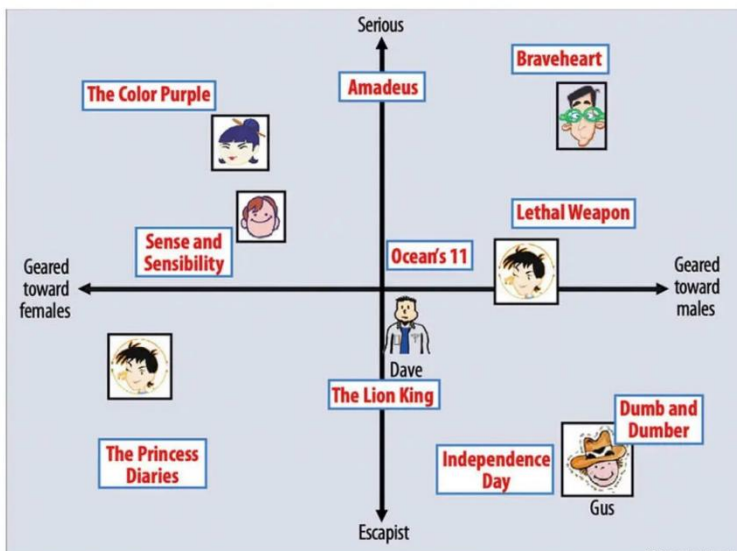 Serious
Braveheart
Amadeus
The Color Purple
Lethal Weapon
Sense and
Sensibility
Ocean's 11
Geared
toward
females
Geared
toward
males
Dave
The Lion King
Dumb and
Dumber
The Princess
Diaries
Independence
Day
Gus
Escapist